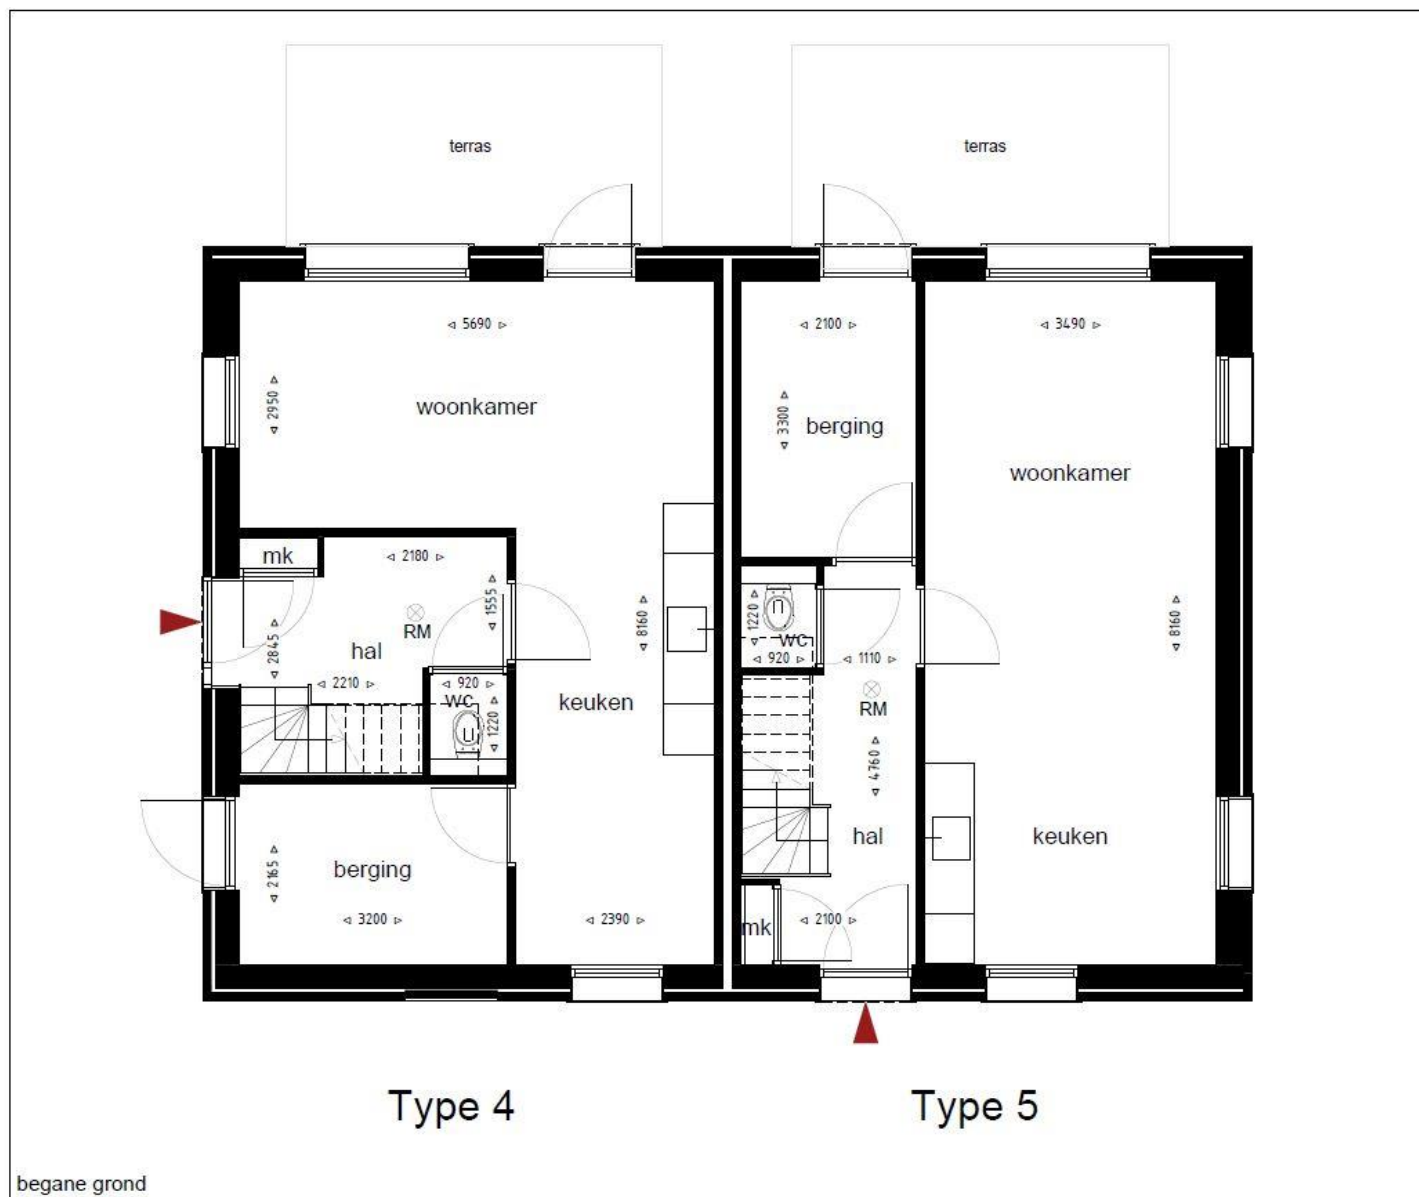 terras
terras
5690
2100
3490
2950
woonkamer
3300
berging
woonkamer
mk
2180
1555
RM
hal
2845
2210
920
wc
1220
8160
keuken
1220
wc
920
1110
RM
8160
4760
hal
keuken
2165
berging
3200
2390
mk
2100
Type 4
Type 5
begane grond